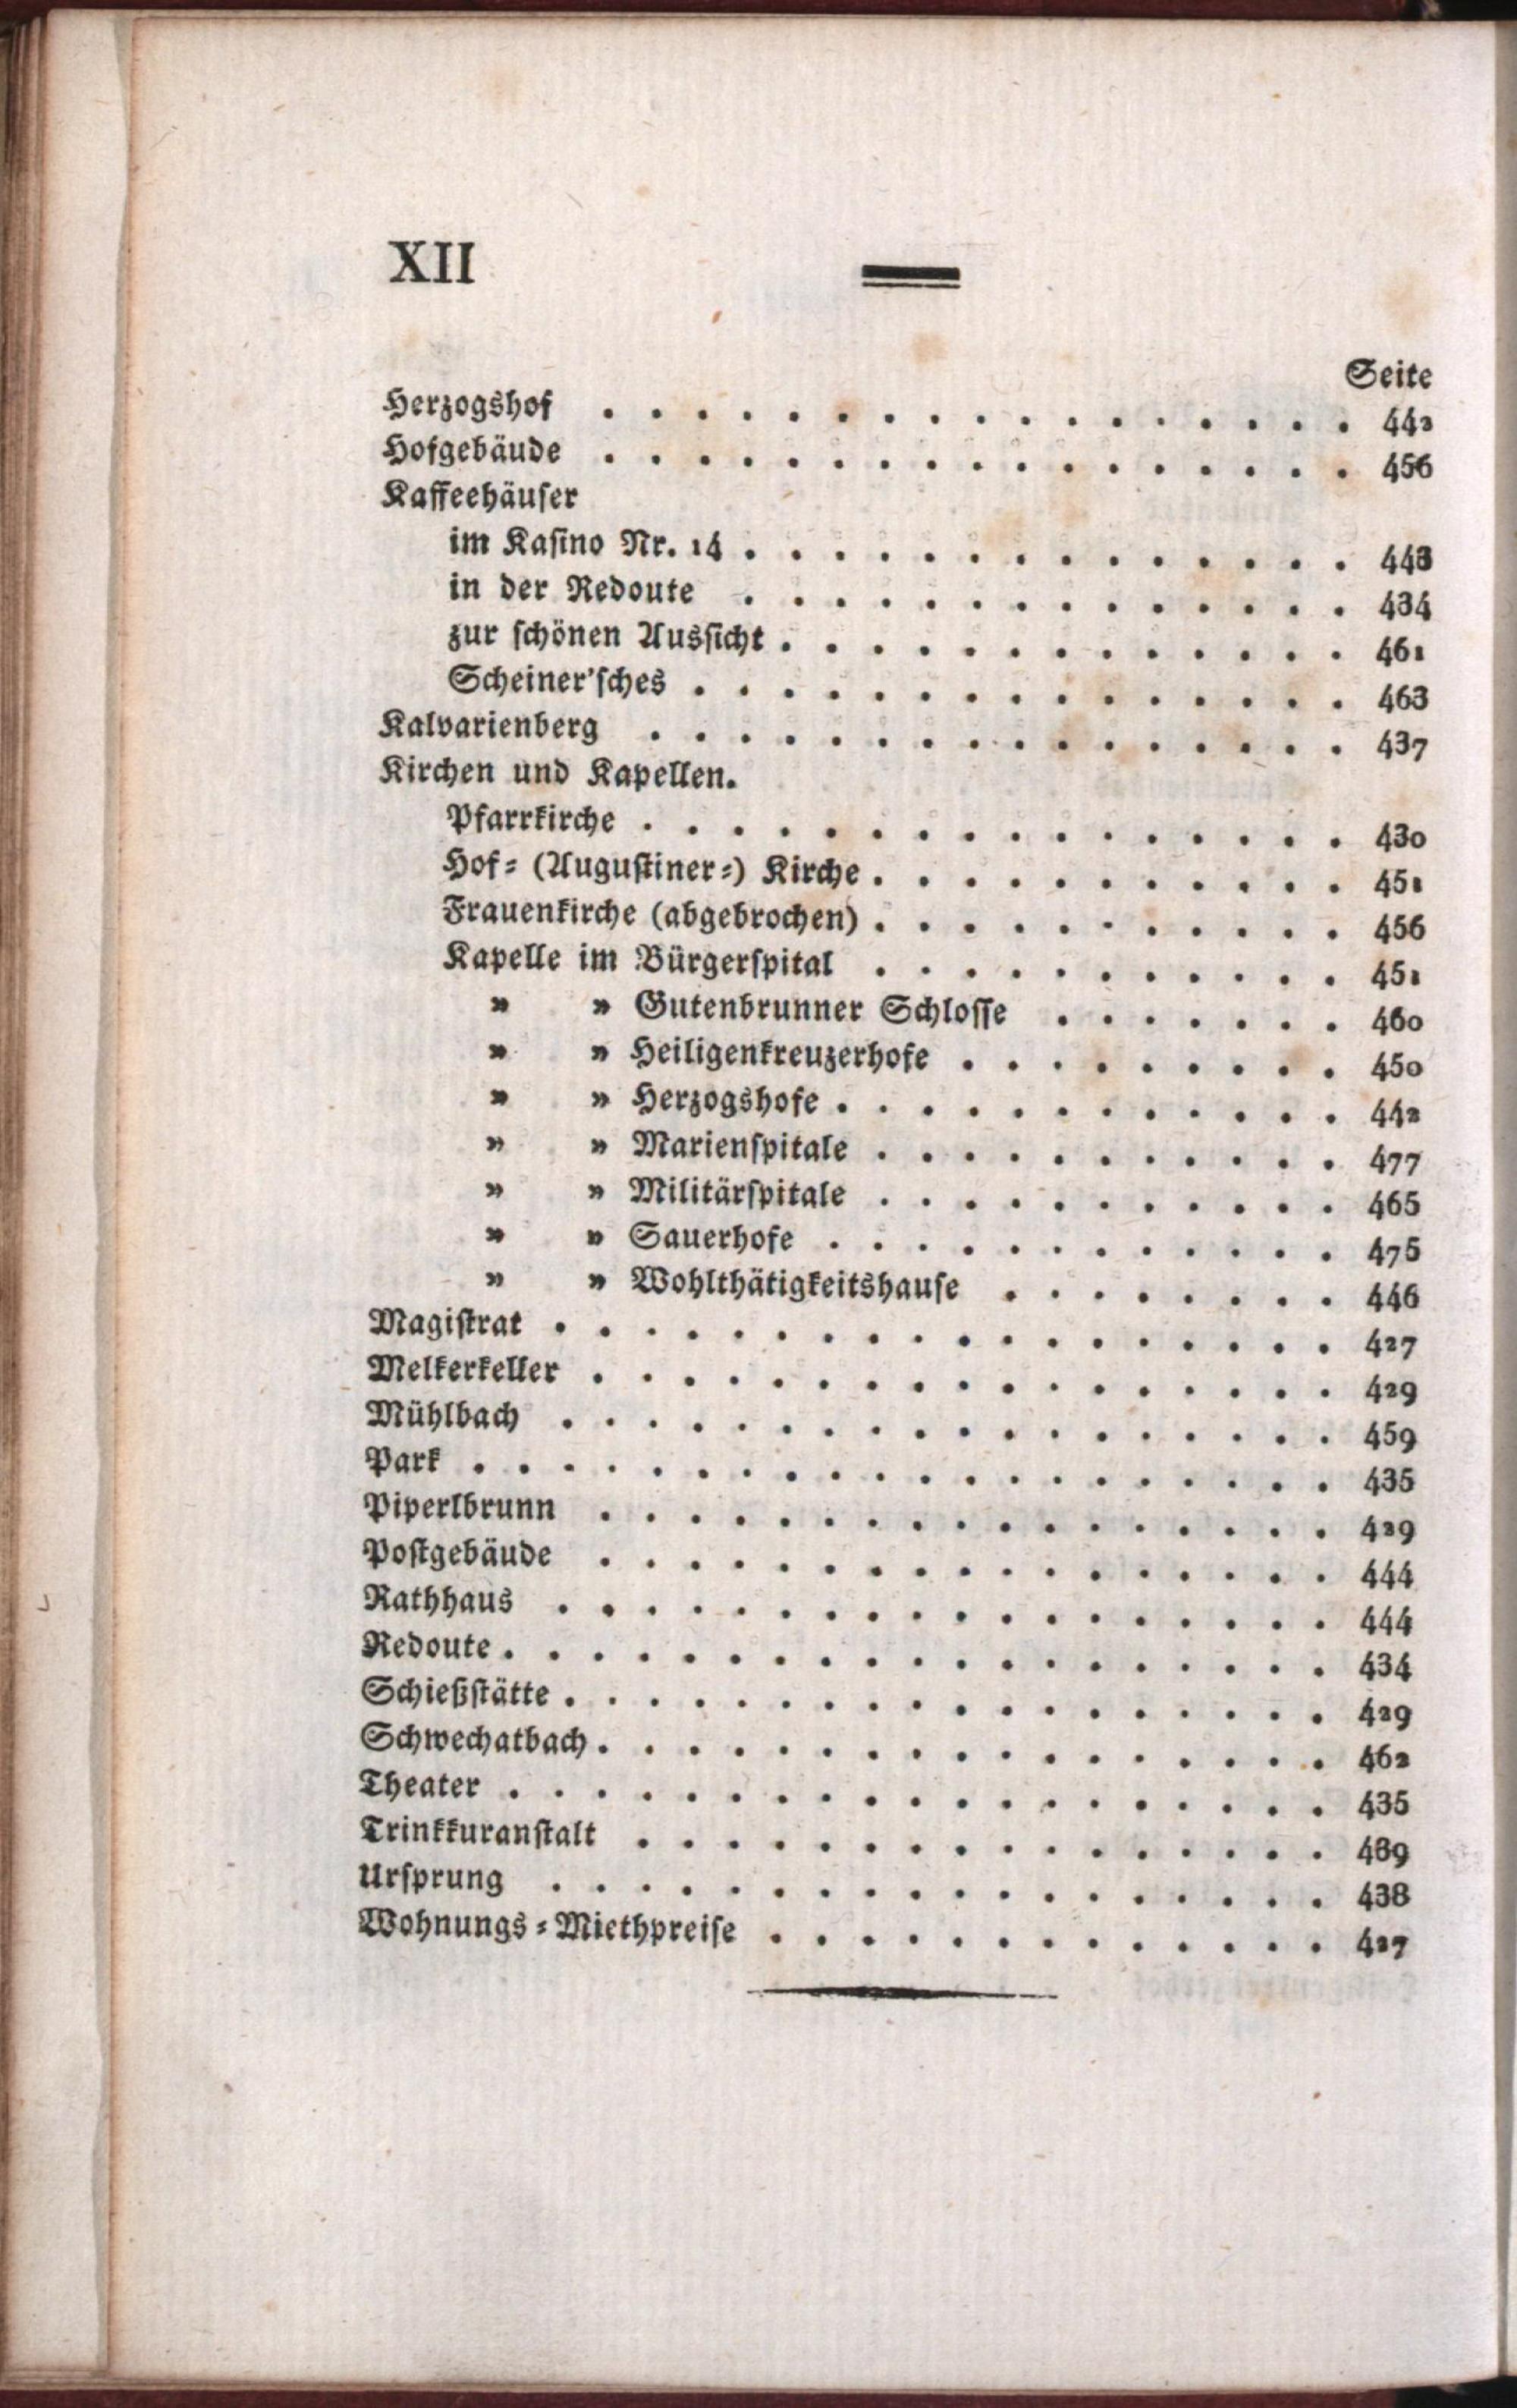 XII
Seite
Herzogshof . . . . . . . . . . . . . . . . . 442
Hofgebäude . . . . . . . . . . . . . . . . . 456
Kaffeehäuſer
im Kaſino Nr. 14 . . . . . . . . . . . . . . 443
in der Redoute . . . . . . . . . . . . . . 434
zur ſchönen Ausſicht . . . . . . . . . . . . . 461
Scheiner'ſches . . . . . . . . . . . . . . . 463
Kalvarienberg . . . . . . . . . . . . . . . . 437
Kirchen und Kapellen.
Pfarrkirche . . . . . . . . . . . . . . . . 430
Hof- (Auguſtiner-) Kirche . . . . . . . . . . . 451
Frauenkirche (abgebrochen) . . . . . . . . . . . 456
Kapelle im Bürgerſpital . . . . . . . . . . . 451
» » Gutenbrunner Schloſſe . . . . . . . 460
» » Heiligenkreuzerhofe . . . . . . . . . 450
» » Herzogshofe . . . . . . . . . . . . 442
» » Marienſpitale . . . . . . . . . . . 477
» » Militärſpitale . . . . . . . . . . . 465
» » Sauerhofe . . . . . . . . . . . . 475
» » Wohlthätigkeitshauſe . . . . . . . . 446
Magiſtrat . . . . . . . . . . . . . . . . . . 427
Melkerkeller . . . . . . . . . . . . . . . . . 429
Mühlbach . . . . . . . . . . . . . . . . . . 459
Park . . . . . . . . . . . . . . . . . . . . 435
Piperlbrunn . . . . . . . . . . . . . . . . . 429
Poſtgebäude . . . . . . . . . . . . . . . . . 444
Rathhaus . . . . . . . . . . . . . . . . . . 444
Redoute . . . . . . . . . . . . . . . . . . . 434
Schießſtätte . . . . . . . . . . . . . . . . . . 429
Schwechatbach . . . . . . . . . . . . . . . . . 462
Theater . . . . . . . . . . . . . . . . . . . 435
Trinkkuranſtalt . . . . . . . . . . . . . . . .
Urſprung . . . . . . . . . . . . . . . . . . 438
Wohnungs-Miethpreiſe . . . . . . . . . . . . . 427